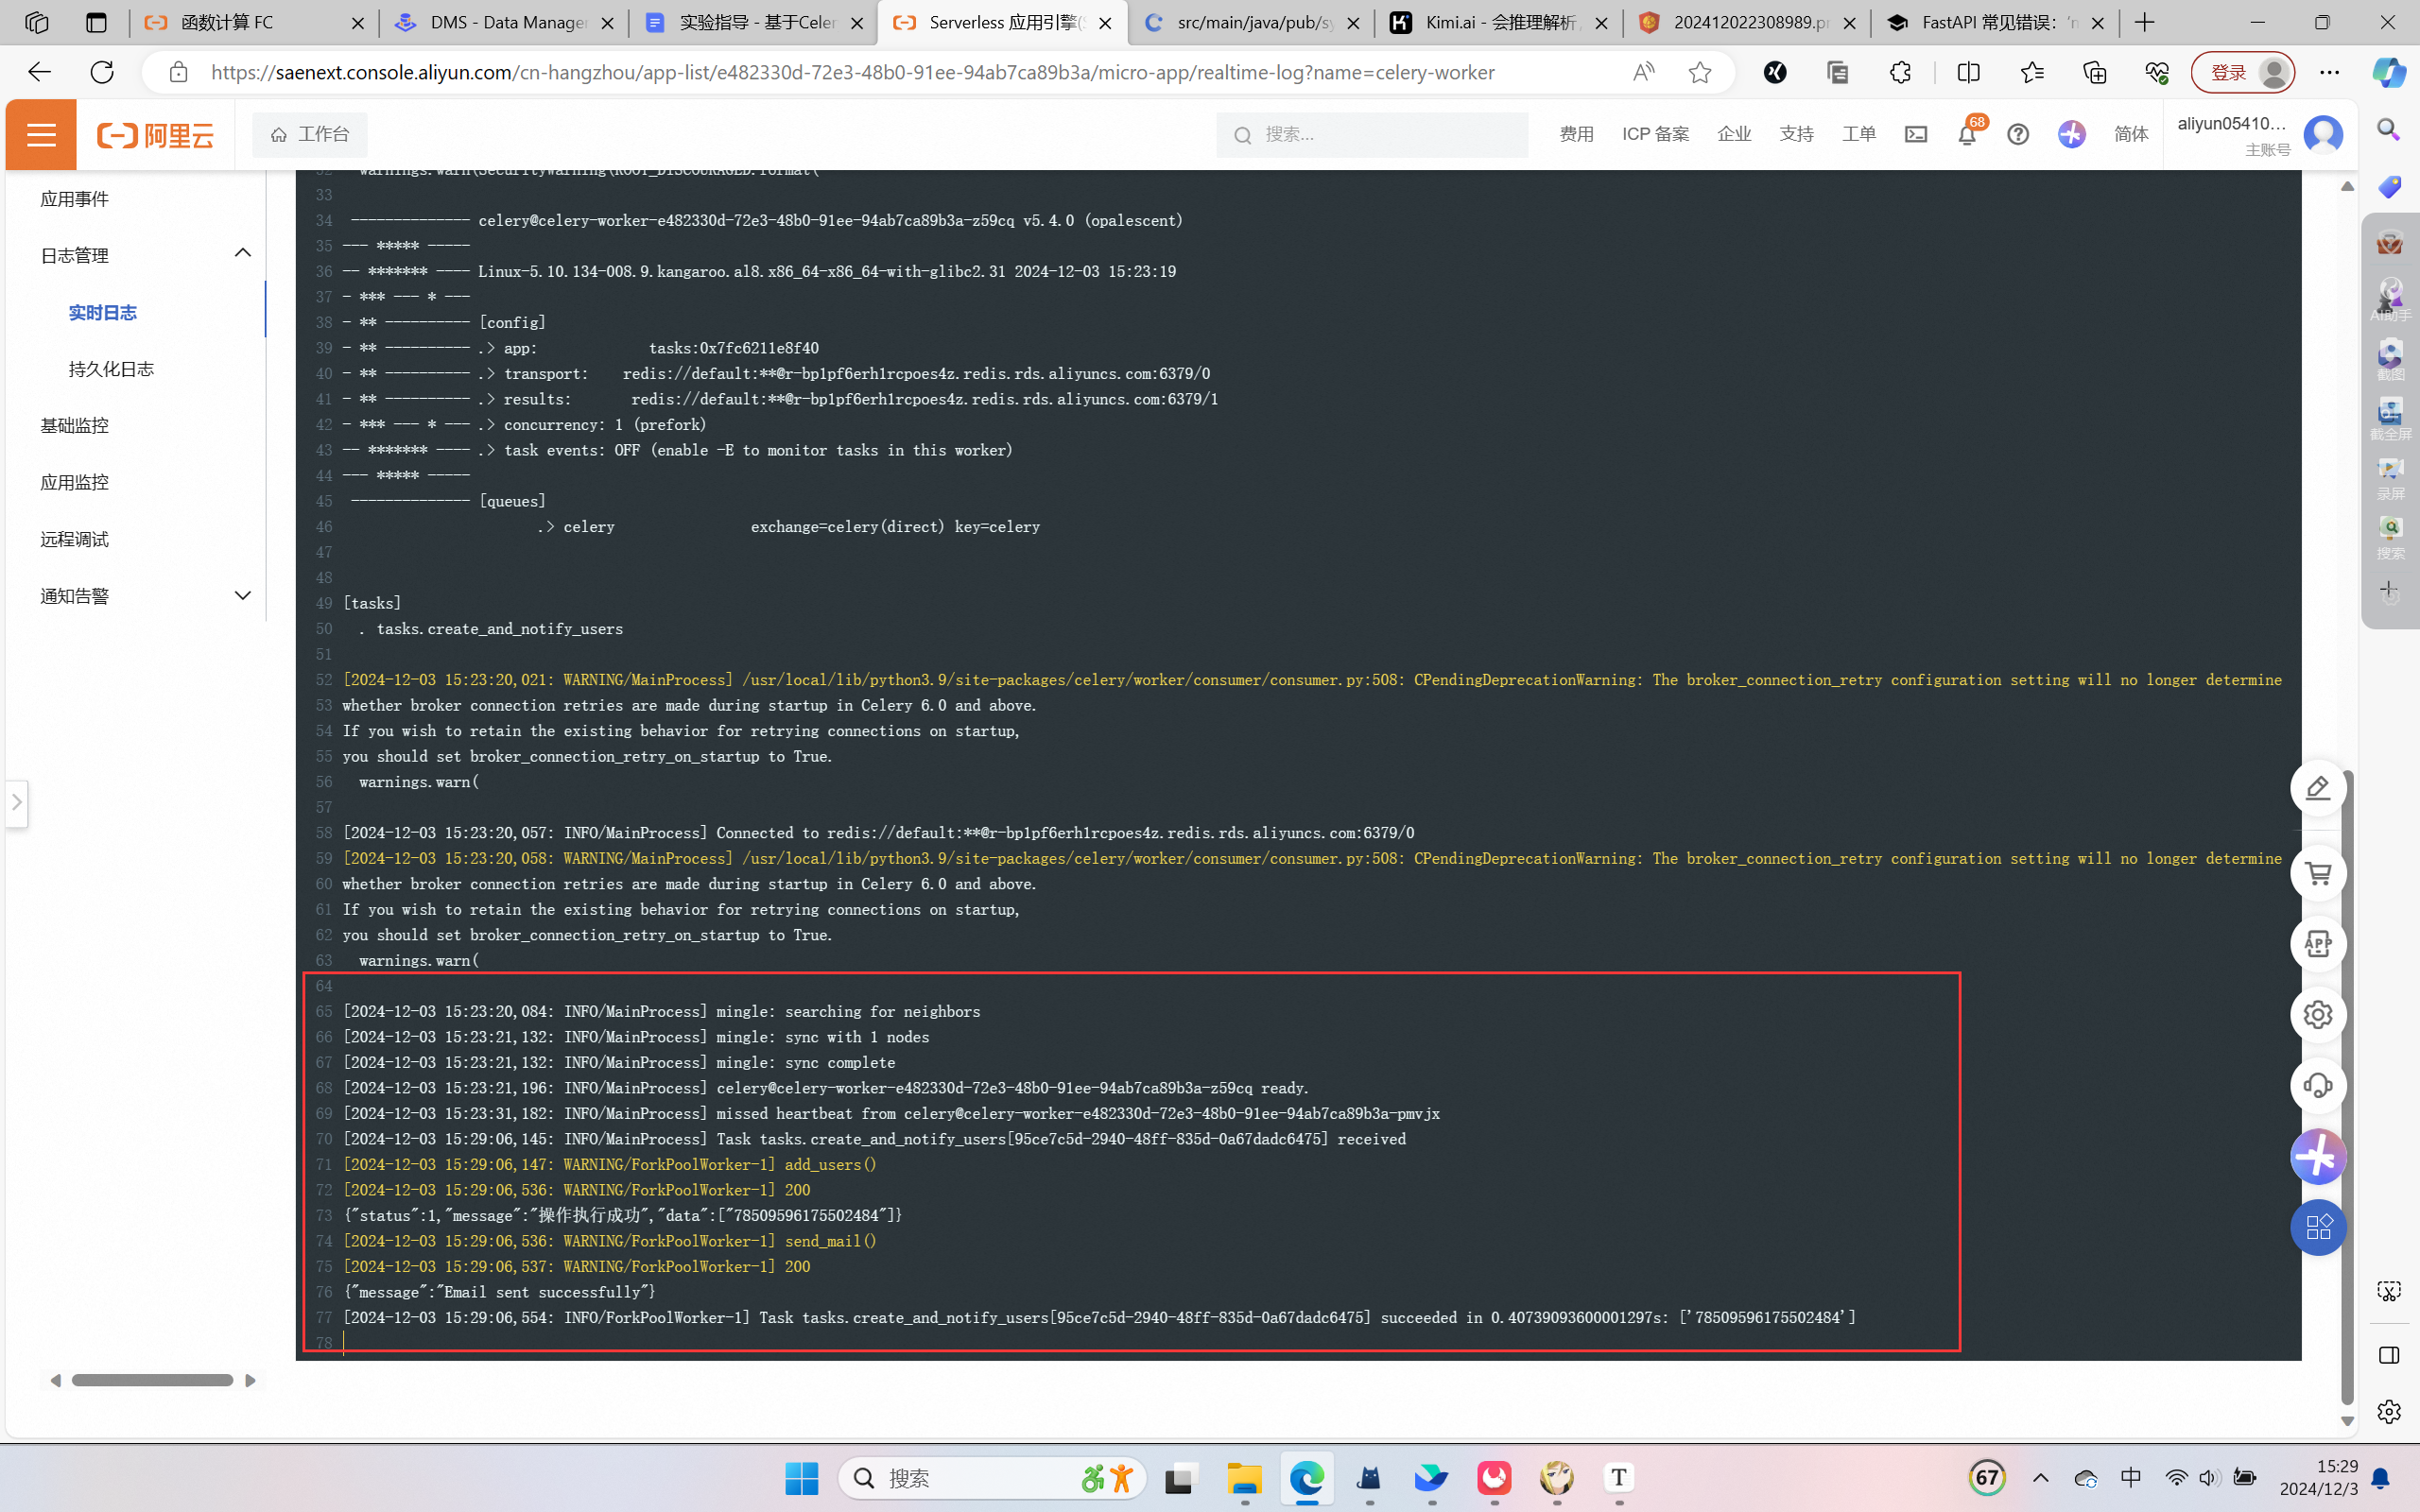 函数计算 FC
DMS - Data Manage
实验指导 - 基于Celer
Serverless 应用引擎(S
src/main/java/pub/sy
Kimi.ai - 会推理解析,
202412022308989.p
FastAPI 常见错误: 'n
https://saenext.console.aliyun.com/cn-hangzhou/app-list/e482330d-72e3-48b0-91ee-94ab7ca89b3a/micro-app/realtime-log?name=celery-worker
登录
阿里云
工作台
搜索...
费用
ICP 备案
企业
支持
工单
68
简体
aliyun05410...
主账号
应用事件
日志管理
实时日志
持久化日志
基础监控
应用监控
远程调试
通知告警
32 warnings.warn(SecurityWarning(ROOT_DISCOURAGED.format(
33
34 -------------- celery@celery-worker-e482330d-72e3-48b0-91ee-94ab7ca89b3a-z59cq v5.4.0 (opalescent)
35 --- ***** -----
36 -- ******* ---- Linux-5.10.134-008.9.kangaroo.al8.x86_64-x86_64-with-glibc2.31 2024-12-03 15:23:19
37 - *** --- * ---
38 - ** ---------- [config]
39 - ** ---------- .> app: tasks:0x7fc6211e8f40
40 - ** ---------- .> transport: redis://default:**@r-bp1pf6erh1rcpoes4z.redis.rds.aliyuncs.com:6379/0
41 - ** ---------- .> results: redis://default:**@r-bp1pf6erh1rcpoes4z.redis.rds.aliyuncs.com:6379/1
42 - *** --- * --- .> concurrency: 1 (prefork)
43 -- ******* ---- .> task events: OFF (enable -E to monitor tasks in this worker)
44 --- ***** -----
45 -------------- [queues]
46 .> celery exchange=celery(direct) key=celery
47
48
49 [tasks]
50 . tasks.create_and_notify_users
51
52 [2024-12-03 15:23:20,021: WARNING/MainProcess] /usr/local/lib/python3.9/site-packages/celery/worker/consumer/consumer.py:508: CPendingDeprecationWarning: The broker_connection_retry configuration setting will no longer determine
53 whether broker connection retries are made during startup in Celery 6.0 and above.
54 If you wish to retain the existing behavior for retrying connections on startup,
55 you should set broker_connection_retry_on_startup to True.
56 warnings.warn(
57
58 [2024-12-03 15:23:20,057: INFO/MainProcess] Connected to redis://default:**@r-bp1pf6erh1rcpoes4z.redis.rds.aliyuncs.com:6379/0
59 [2024-12-03 15:23:20,058: WARNING/MainProcess] /usr/local/lib/python3.9/site-packages/celery/worker/consumer/consumer.py:508: CPendingDeprecationWarning: The broker_connection_retry configuration setting will no longer determine
60 whether broker connection retries are made during startup in Celery 6.0 and above.
61 If you wish to retain the existing behavior for retrying connections on startup,
62 you should set broker_connection_retry_on_startup to True.
63 warnings.warn(
64
65 [2024-12-03 15:23:20,084: INFO/MainProcess] mingle: searching for neighbors
66 [2024-12-03 15:23:21,132: INFO/MainProcess] mingle: sync with 1 nodes
67 [2024-12-03 15:23:21,132: INFO/MainProcess] mingle: sync complete
68 [2024-12-03 15:23:21,196: INFO/MainProcess] celery@celery-worker-e482330d-72e3-48b0-91ee-94ab7ca89b3a-z59cq ready.
69 [2024-12-03 15:23:31,182: INFO/MainProcess] missed heartbeat from celery@celery-worker-e482330d-72e3-48b0-91ee-94ab7ca89b3a-pmvjx
70 [2024-12-03 15:29:06,145: INFO/MainProcess] Task tasks.create_and_notify_users[95ce7c5d-2940-48ff-835d-0a67dadc6475] received
71 [2024-12-03 15:29:06,147: WARNING/ForkPoolWorker-1] add_users()
72 [2024-12-03 15:29:06,536: WARNING/ForkPoolWorker-1] 200
73 {"status":1,"message":"操作执行成功","data":["78509596175502484"]}
74 [2024-12-03 15:29:06,536: WARNING/ForkPoolWorker-1] send_mail()
75 [2024-12-03 15:29:06,537: WARNING/ForkPoolWorker-1] 200
76 {"message":"Email sent successfully"}
77 [2024-12-03 15:29:06,554: INFO/ForkPoolWorker-1] Task tasks.create_and_notify_users[95ce7c5d-2940-48ff-835d-0a67dadc6475] succeeded in 0.40739093600001297s: ['78509596175502484']
78
APP
AI助手
截图
截全屏
录屏
搜索
搜索
T
67
中
15:29
2024/12/3